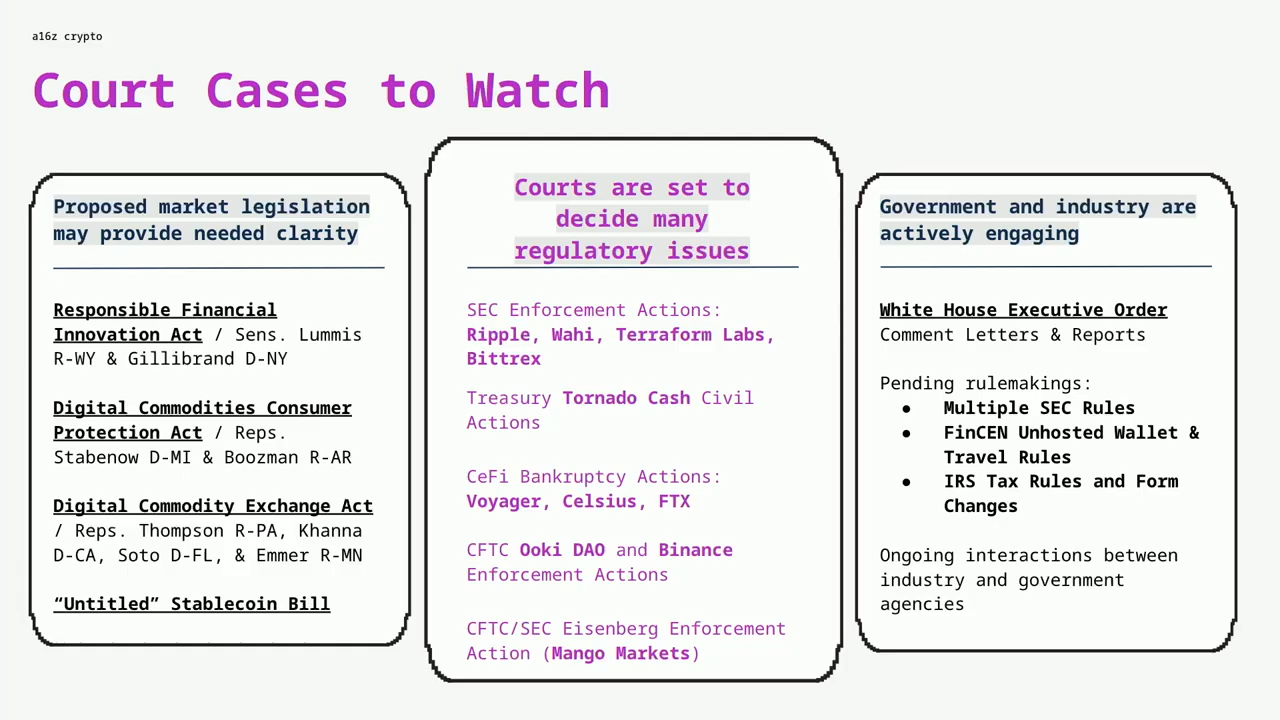 a16z crypto
Court Cases to Watch
Proposed market legislation
may provide needed clarity
Responsible Financial
Innovation Act / Sens. Lummis
R-WY & Gillibrand D-NY
Digital Commodities Consumer
Protection Act / Reps.
Stabenow D-MI & Boozman R-AR
Digital Commodity Exchange Act
/ Reps. Thompson R-PA, Khanna
D-CA, Soto D-FL, & Emmer R-MN
“Untitled” Stablecoin Bill
Courts are set to
decide many
regulatory issues
SEC Enforcement Actions:
Ripple, Wahi, Terraform Labs,
Bittrex
Treasury Tornado Cash Civil
Actions
CeFi Bankruptcy Actions:
Voyager, Celsius, FTX
CFTC Ooki DAO and Binance
Enforcement Actions
CFTC/SEC Eisenberg Enforcement
Action (Mango Markets)
Government and industry are
actively engaging
White House Executive Order
Comment Letters & Reports
Pending rulemakings:
● Multiple SEC Rules
● FinCEN Unhosted Wallet &
Travel Rules
● IRS Tax Rules and Form
Changes
Ongoing interactions between
industry and government
agencies